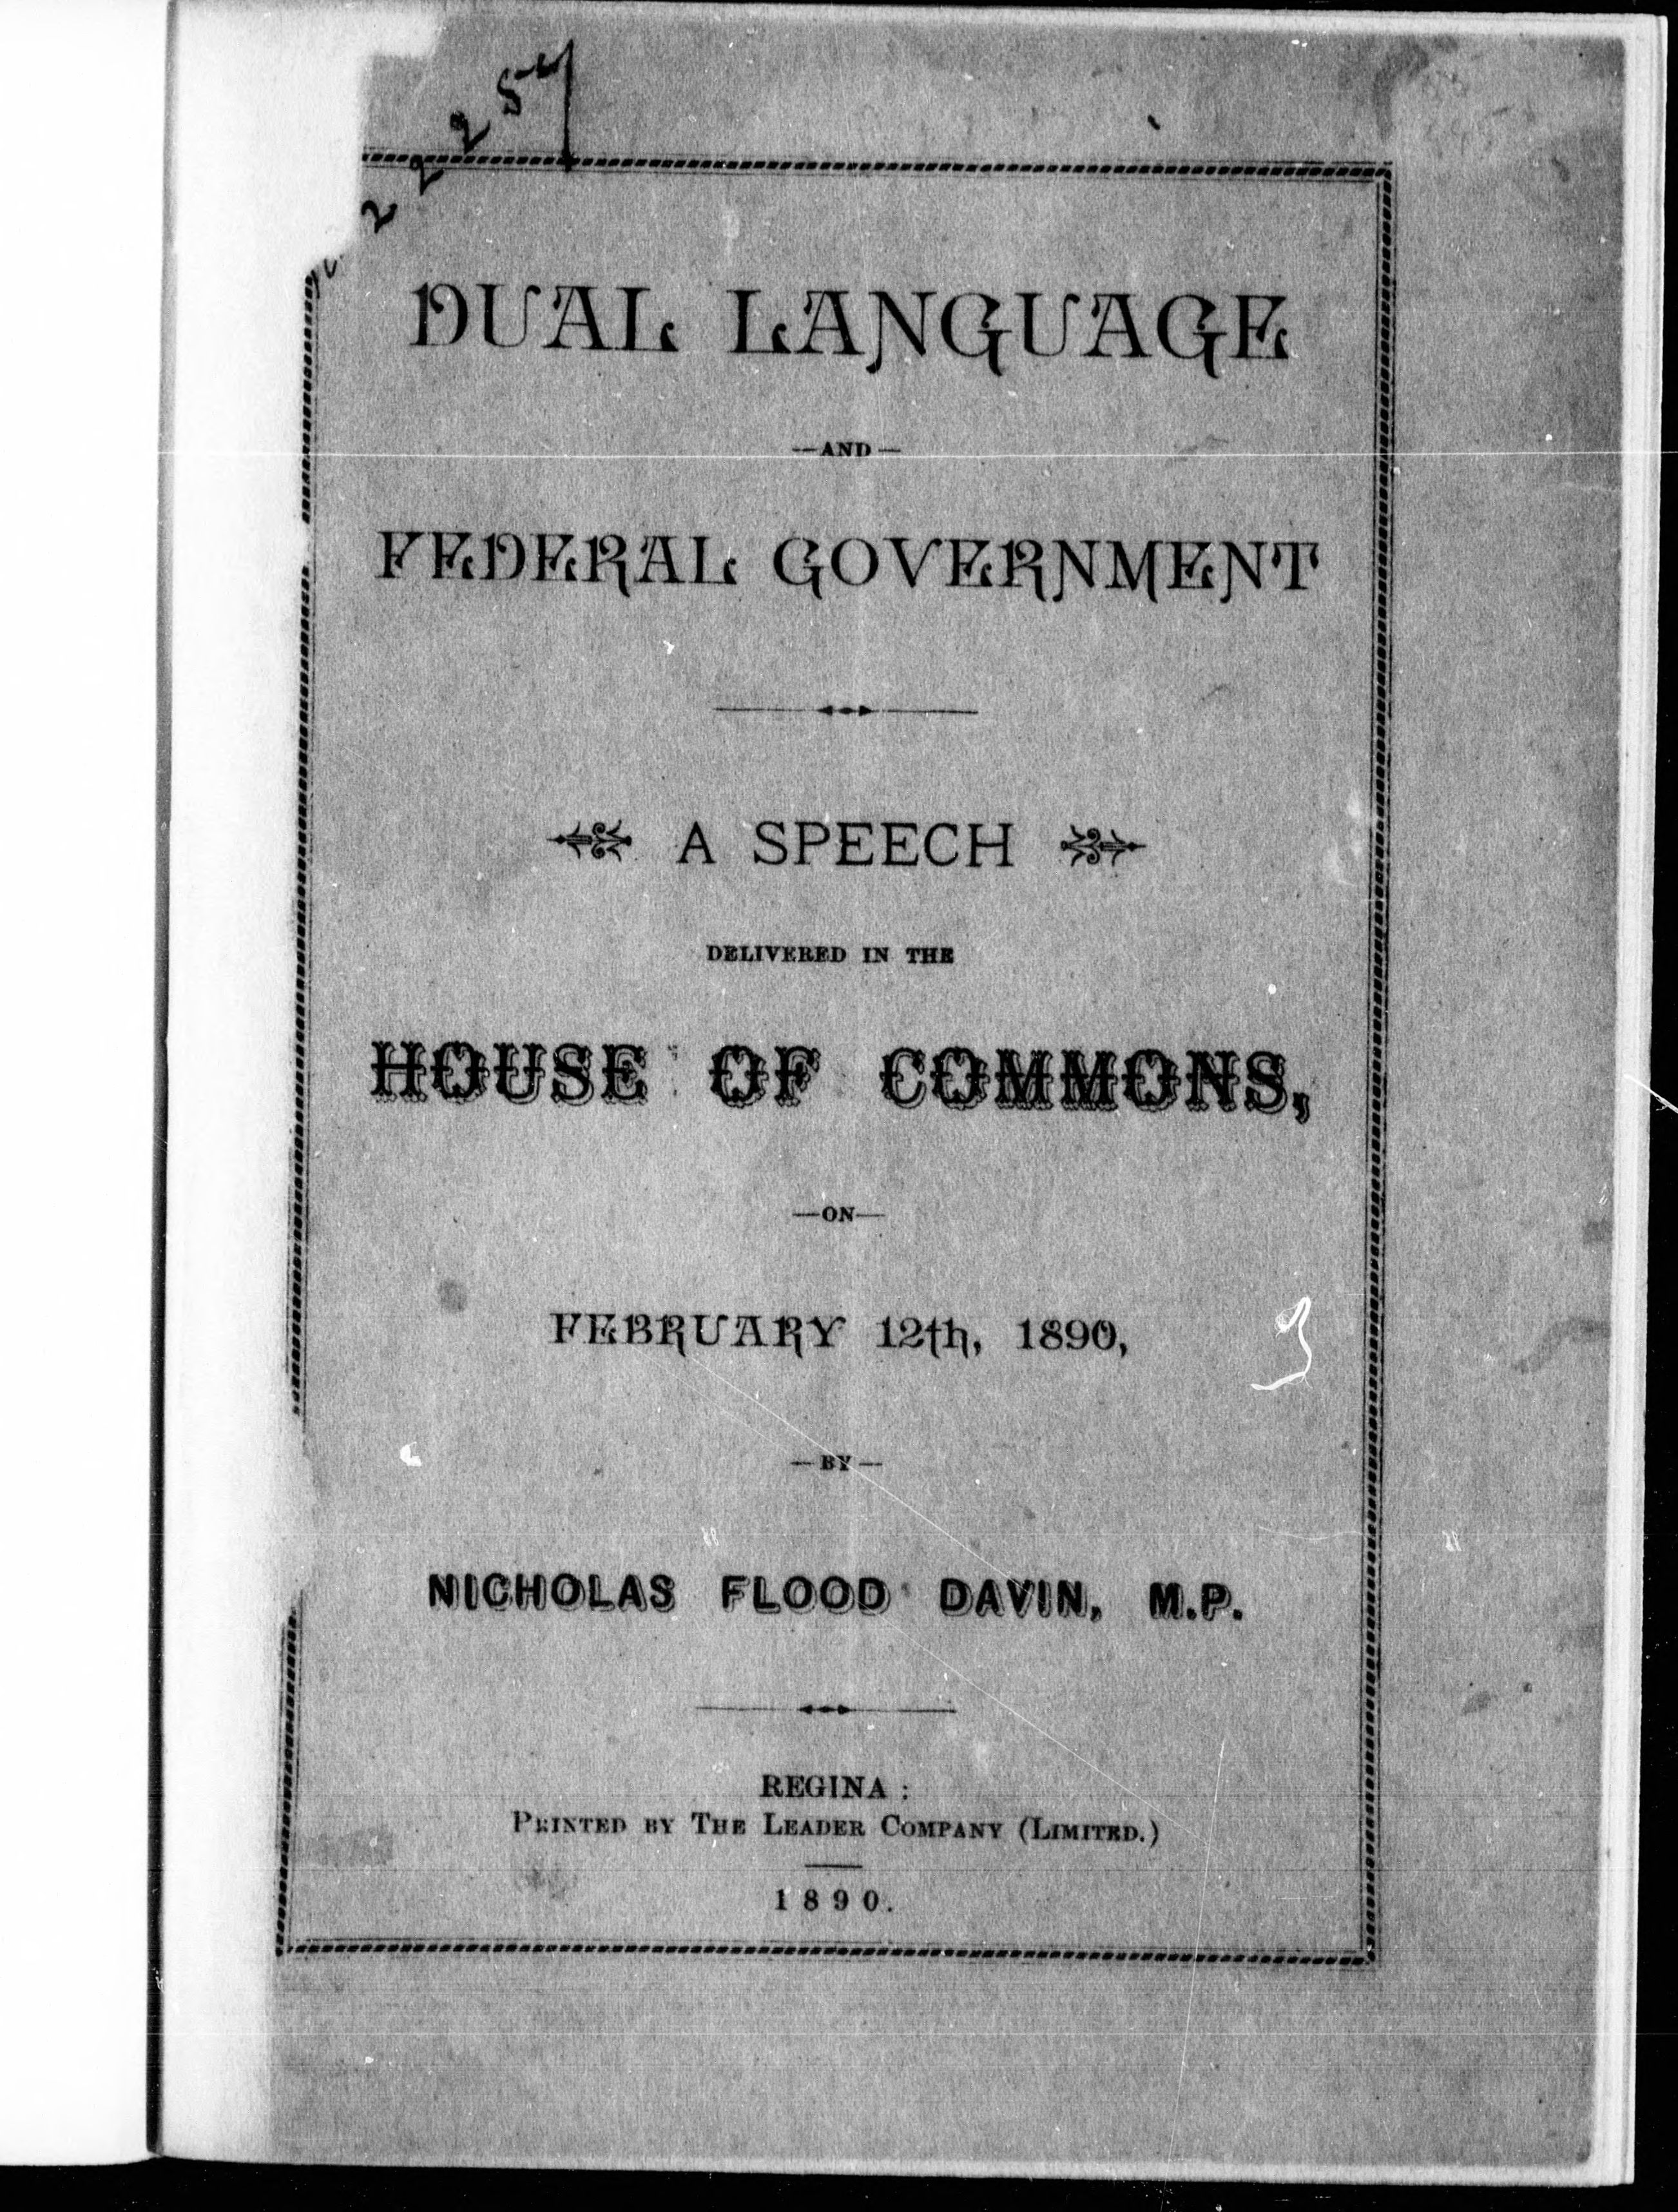 22257
DUAL LANGUAGE
—AND—
FEDERAL GOVERNMENT
A SPEECH
DELIVERED IN THE
HOUSE OF COMMONS,
—ON—
FEBRUARY 12th, 1890,
—BY—
NICHOLAS FLOOD DAVIN, M.P.
REGINA :
PRINTED BY THE LEADER COMPANY (LIMITED.)
1890.